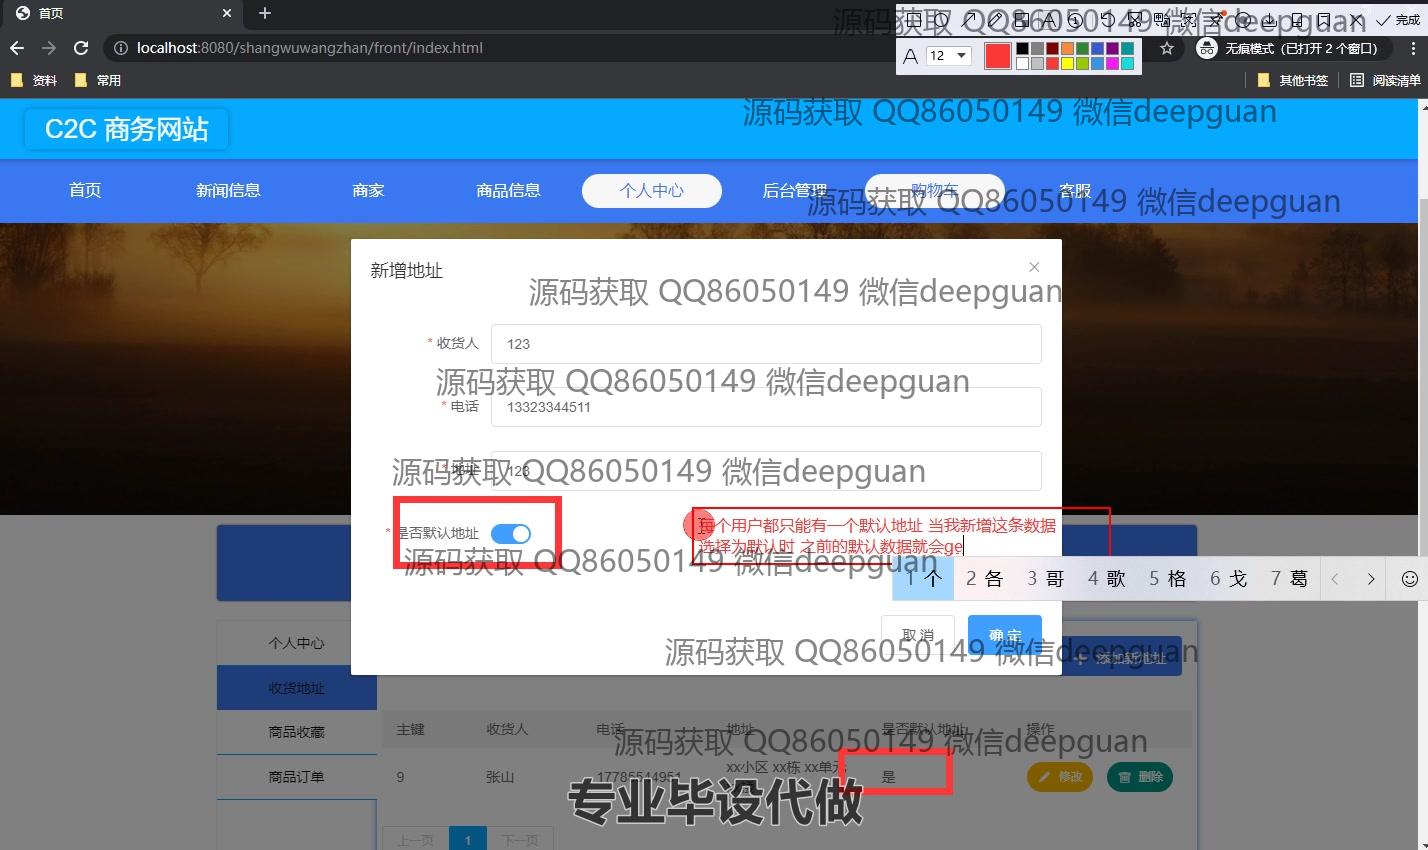 首页
完成
12
localhost:8080/shangwuwangzhan/front/index.html
无痕模式（已打开 2 个窗口）
资料
常用
其他书签
阅读清单
源码获取 QQ86050149 微信deepguan
C2C 商务网站
源码获取 QQ86050149 微信deepguan
首页
新闻信息
商家
商品信息
个人中心
后台管理
购物车
客服
源码获取 QQ86050149 微信deepguan
新增地址
源码获取 QQ86050149 微信deepguan
* 收货人
123
源码获取 QQ86050149 微信deepguan
* 电话
13323344511
* 地址
123
源码获取 QQ86050149 微信deepguan
* 是否默认地址
每个用户都只能有一个默认地址 当我新增这条数据
选择为默认时 之前的默认数据就会ge
源码获取 QQ86050149 微信deepguan
1 个 2 各 3 哥 4 歌 5 格 6 戈 7 葛
取 消
确 定
源码获取 QQ86050149 微信deepguan
添加新地址
个人中心
收货地址
商品收藏
商品订单
主键
收货人
电话
地址
是否默认地址
操作
源码获取 QQ86050149 微信deepguan
9
张山
17785544951
xx小区 xx栋 xx单元
是
修改
删除
专业毕设代做
上一页
1
下一页